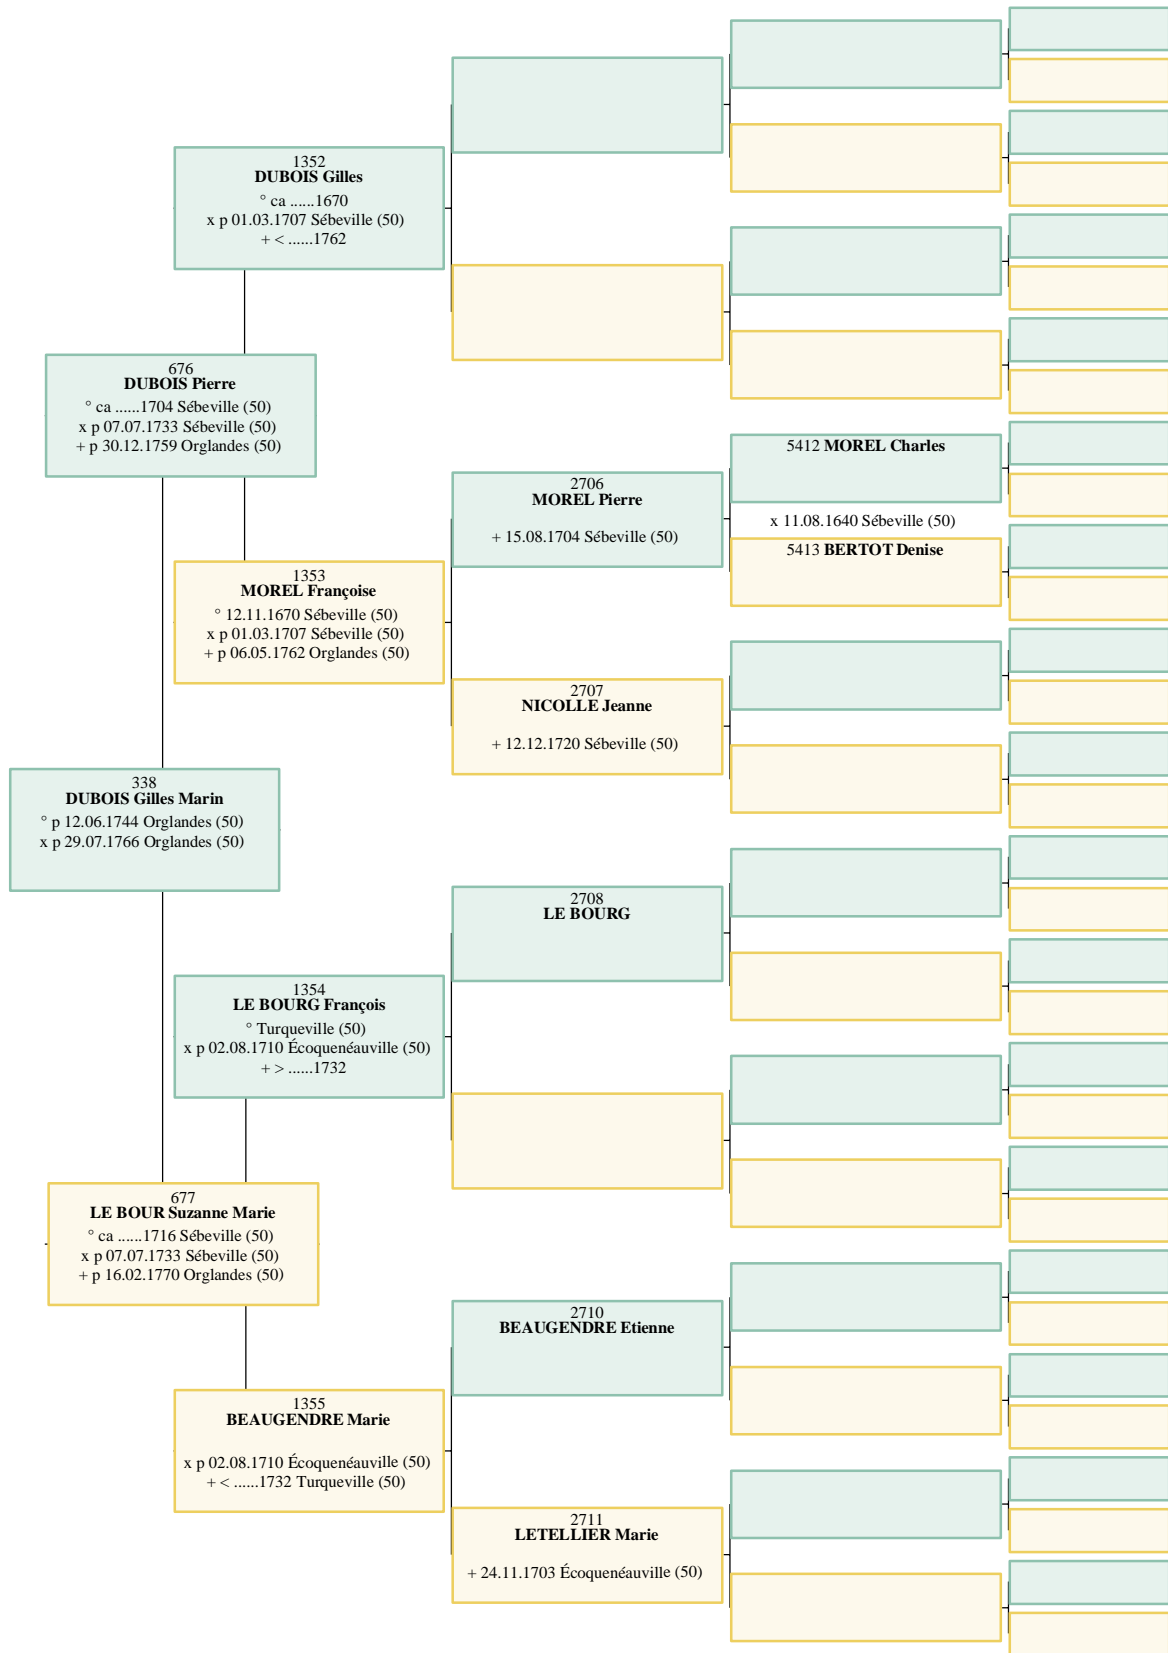 1352
DUBOIS Gilles
° ca ......1670
x p 01.03.1707 Sébeville (50)
+ < ......1762
676
DUBOIS Pierre
° ca ......1704 Sébeville (50)
x p 07.07.1733 Sébeville (50)
+ p 30.12.1759 Orglandes (50)
5412 MOREL Charles
2706
MOREL Pierre
+ 15.08.1704 Sébeville (50)
x 11.08.1640 Sébeville (50)
5413 BERTOT Denise
1353
MOREL Françoise
° 12.11.1670 Sébeville (50)
x p 01.03.1707 Sébeville (50)
+ p 06.05.1762 Orglandes (50)
2707
NICOLLE Jeanne
+ 12.12.1720 Sébeville (50)
338
DUBOIS Gilles Marin
° p 12.06.1744 Orglandes (50)
x p 29.07.1766 Orglandes (50)
2708
LE BOURG
1354
LE BOURG François
° Turqueville (50)
x p 02.08.1710 Écoquenéauville (50)
+ > ......1732
677
LE BOUR Suzanne Marie
° ca ......1716 Sébeville (50)
x p 07.07.1733 Sébeville (50)
+ p 16.02.1770 Orglandes (50)
2710
BEAUGENDRE Etienne
1355
BEAUGENDRE Marie
x p 02.08.1710 Écoquenéauville (50)
+ < ......1732 Turqueville (50)
2711
LETELLIER Marie
+ 24.11.1703 Écoquenéauville (50)